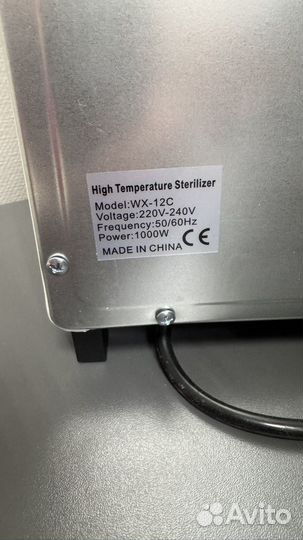 High Temperature Sterilizer
Model:WX-12C
Voltage:220V-240V
Frequency:50/60Hz
Power:1000W
MADE IN CHINA CE
Avito